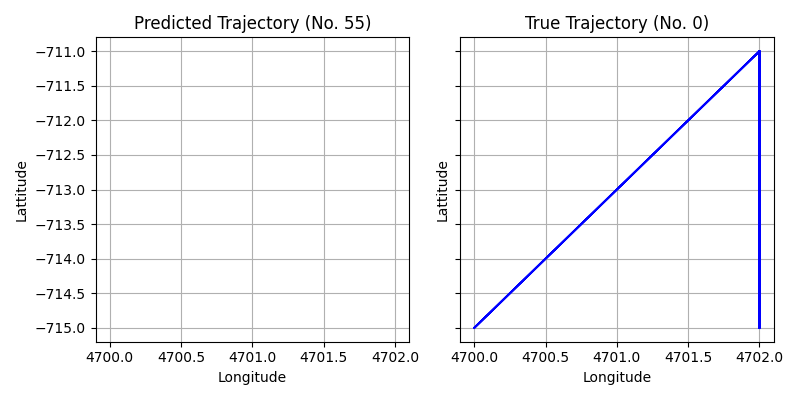 Predicted Trajectory (No. 55)
−711.0
−711.5
−712.0
−712.5
−713.0
−713.5
−714.0
−714.5
−715.0
Lattitude
4700.0 4700.5 4701.0 4701.5 4702.0
Longitude
True Trajectory (No. 0)
Lattitude
4700.0 4700.5 4701.0 4701.5 4702.0
Longitude